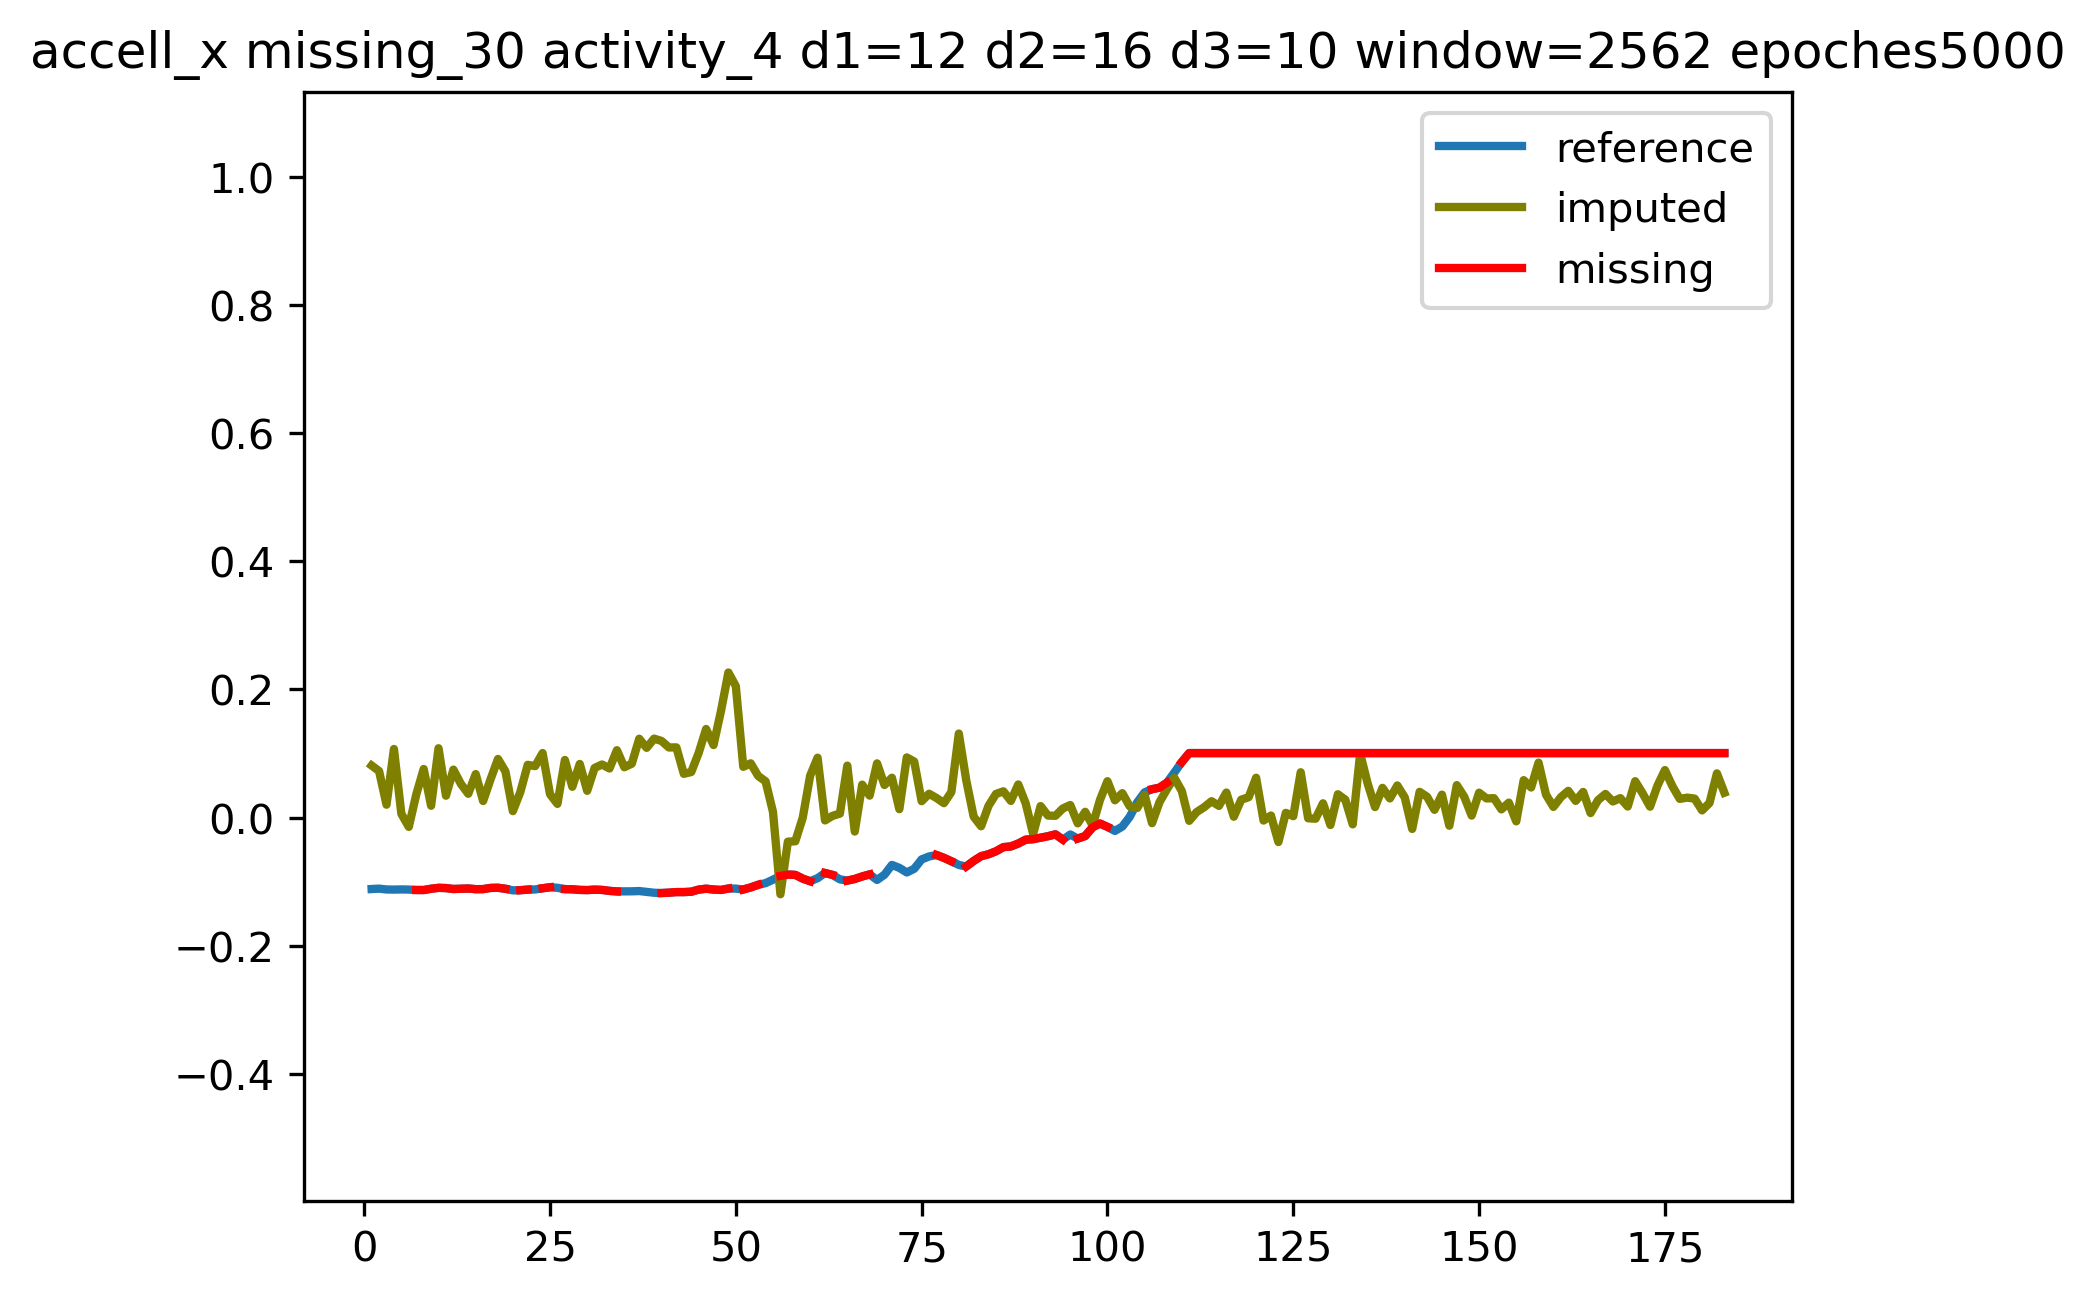 accell_x missing_30 activity_4 d1=12 d2=16 d3=10 window=2562 epoches5000
reference
imputed
missing
1.0
0.8
0.6
0.4
0.2
0.0
−0.2
−0.4
0 25 50 75 100 125 150 175